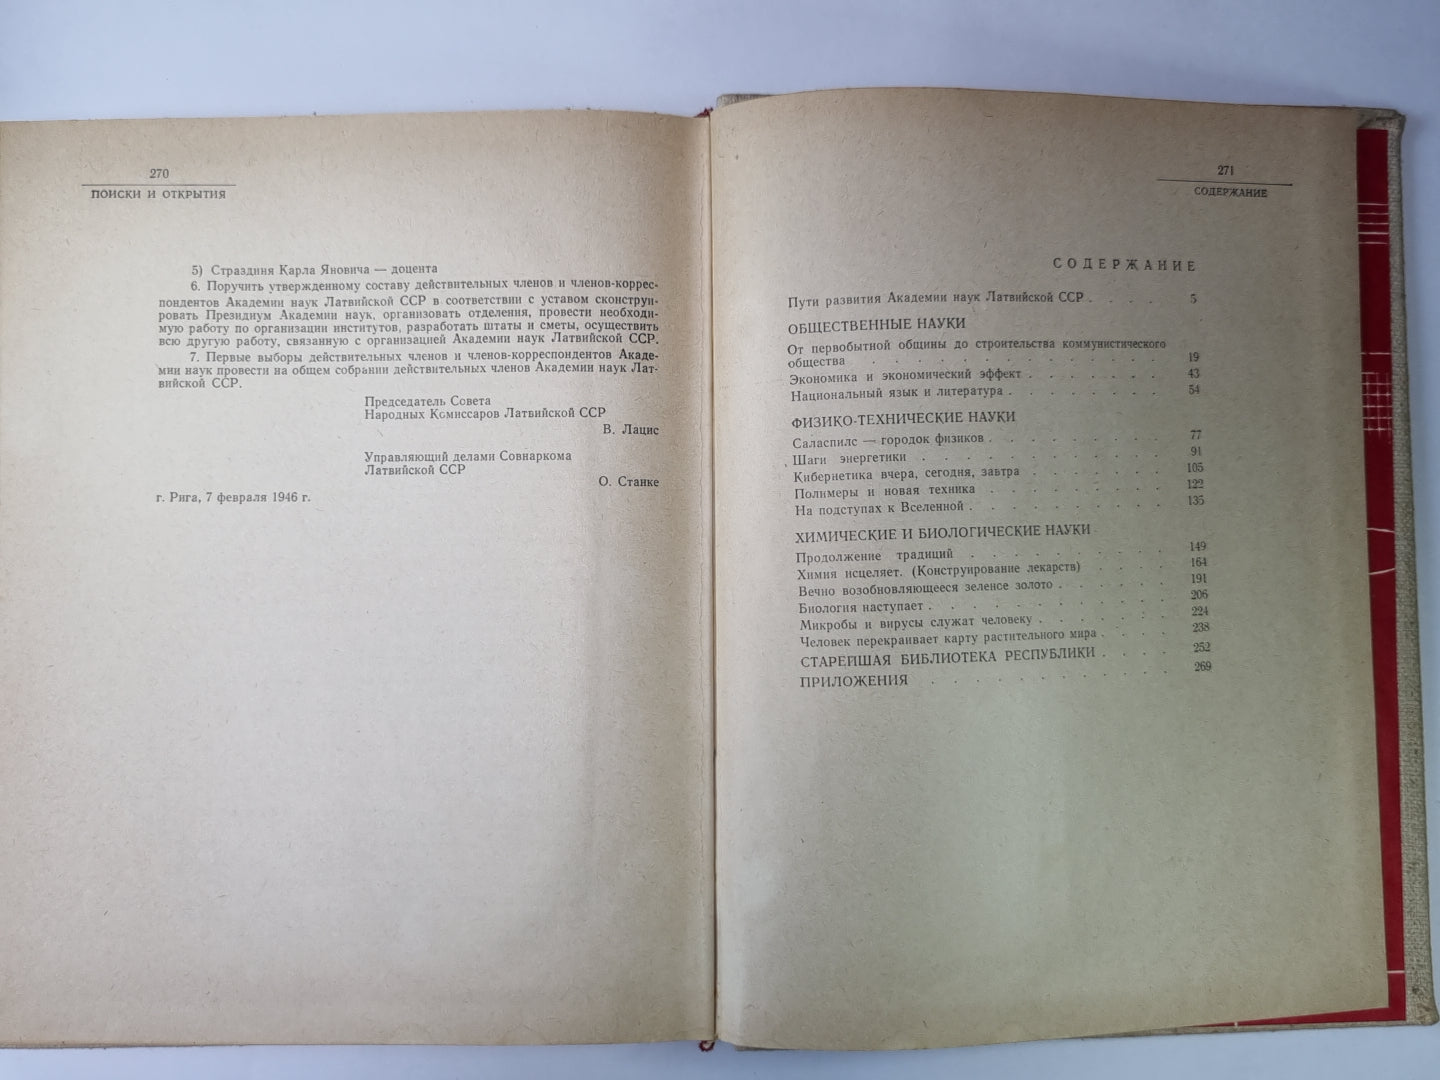 270
ПОИСКИ И ОТКРЫТИЯ
5) Страздиня Карла Яновича — доцента
6. Поручить утвержденному составу действительных членов и членов-коррес-
пондентов Академии наук Латвийской ССР в соответствии с уставом сконструи-
ровать Президиум Академии наук, организовать отделения, провести необходи-
мую работу по организации институтов, разработать штаты и сметы, осуществить
всю другую работу, связанную с организацией Академии наук Латвийской ССР.
7. Первые выборы действительных членов и членов-корреспондентов Акаде-
мии наук провести на общем собрании действительных членов Академии наук Лат-
вийской ССР.
Председатель Совета
Народных Комиссаров Латвийской ССР
В. Лацис
Управляющий делами Совнаркома
Латвийской ССР
О. Станке
г. Рига, 7 февраля 1946 г.
271
СОДЕРЖАНИЕ
СОДЕРЖАНИЕ
Пути развития Академии наук Латвийской ССР . . . . 5
ОБЩЕСТВЕННЫЕ НАУКИ
От первобытной общины до строительства коммунистического
общества . . . . . . . . . . . . . 19
Экономика и экономический эффект . . . . . . . 43
Национальный язык и литература . . . . . . . . 54
ФИЗИКО-ТЕХНИЧЕСКИЕ НАУКИ
Саласпилс — городок физиков . . . . . . . . 77
Шаги энергетики . . . . . . . . . . . 91
Кибернетика вчера, сегодня, завтра . . . . . . . 105
Полимеры и новая техника . . . . . . . . 122
На подступах к Вселенной . . . . . . . . . 135
ХИМИЧЕСКИЕ И БИОЛОГИЧЕСКИЕ НАУКИ
Продолжение традиций . . . . . . . . . 149
Химия исцеляет. (Конструирование лекарств) . . . . 164
Вечно возобновляющееся зеленое золото . . . . . . 191
Биология наступает . . . . . . . . . . . 206
Микробы и вирусы служат человеку . . . . . . . 224
Человек перекраивает карту растительного мира . . . . 238
СТАРЕЙШАЯ БИБЛИОТЕКА РЕСПУБЛИКИ . . . . 252
ПРИЛОЖЕНИЯ . . . . . . . . . . . 269